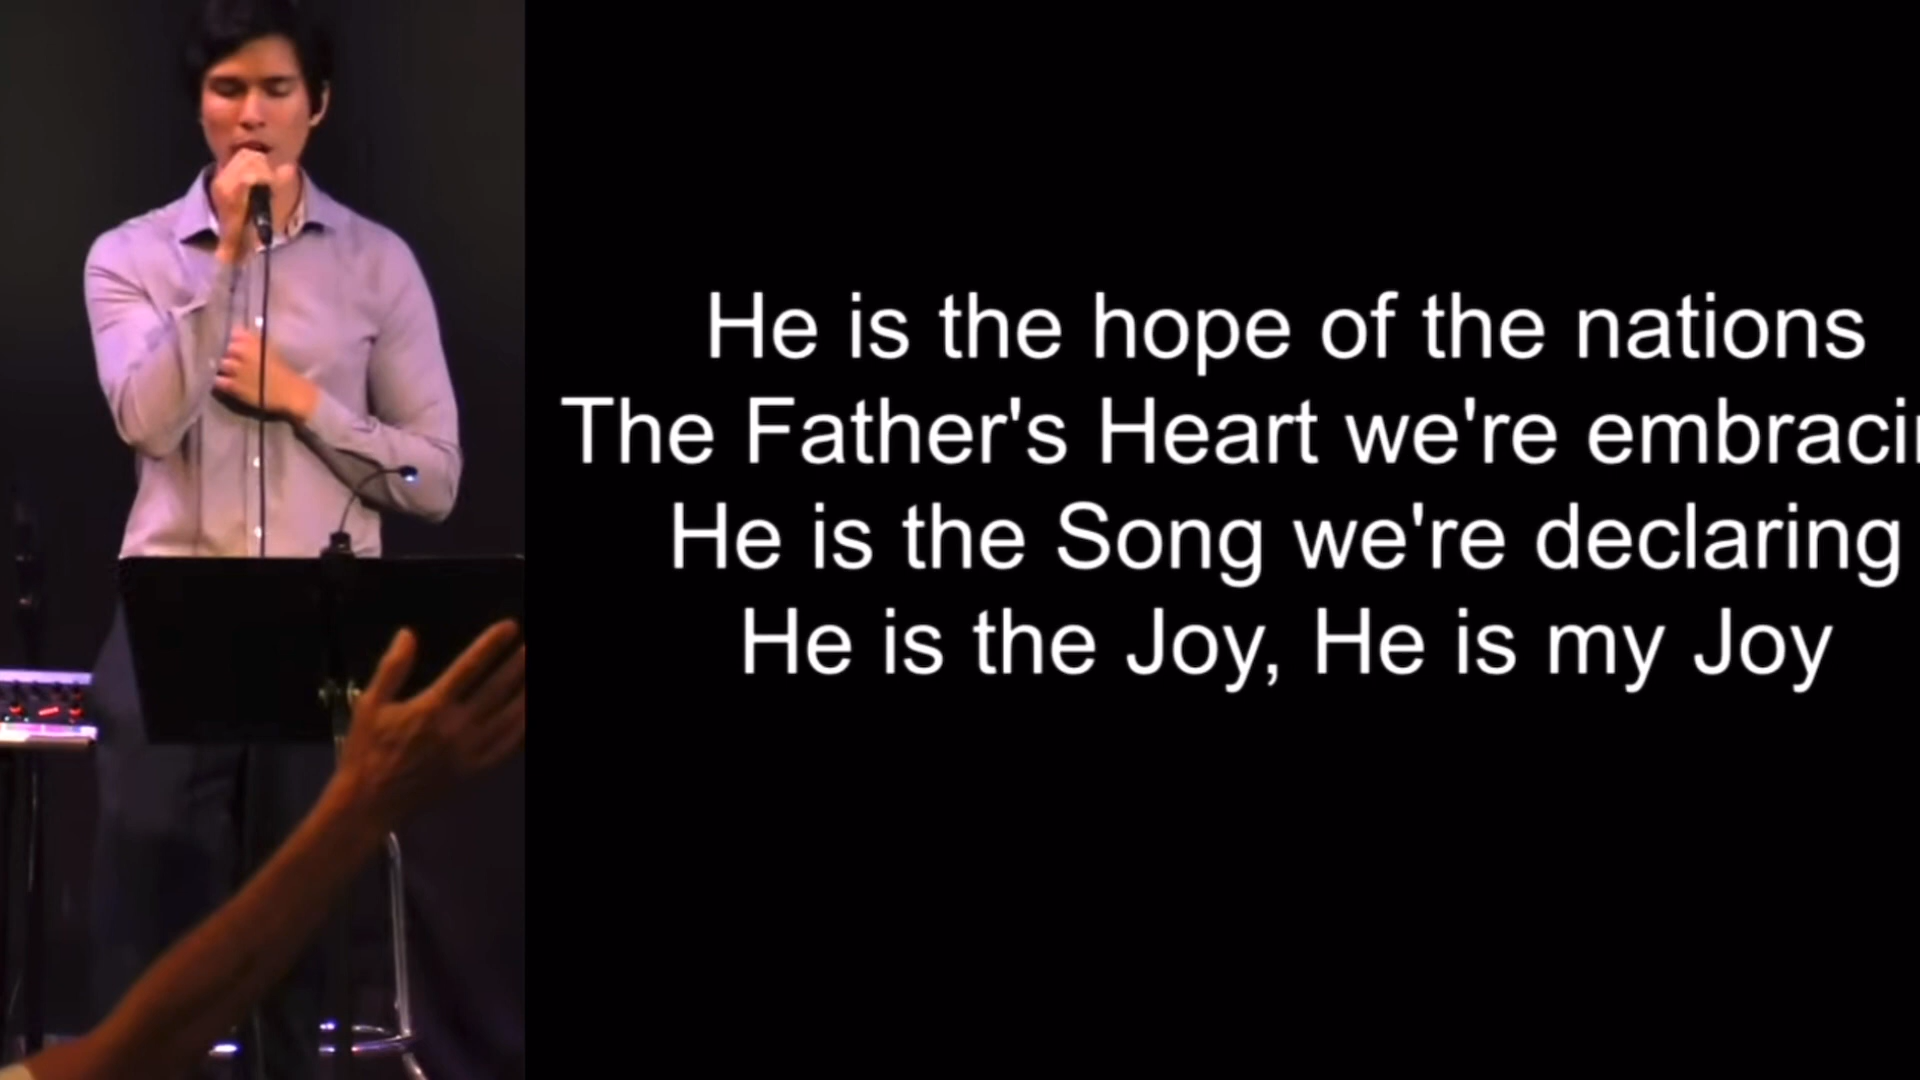 He is the hope of the nations
The Father's Heart we're embraci
He is the Song we're declaring
He is the Joy, He is my Joy